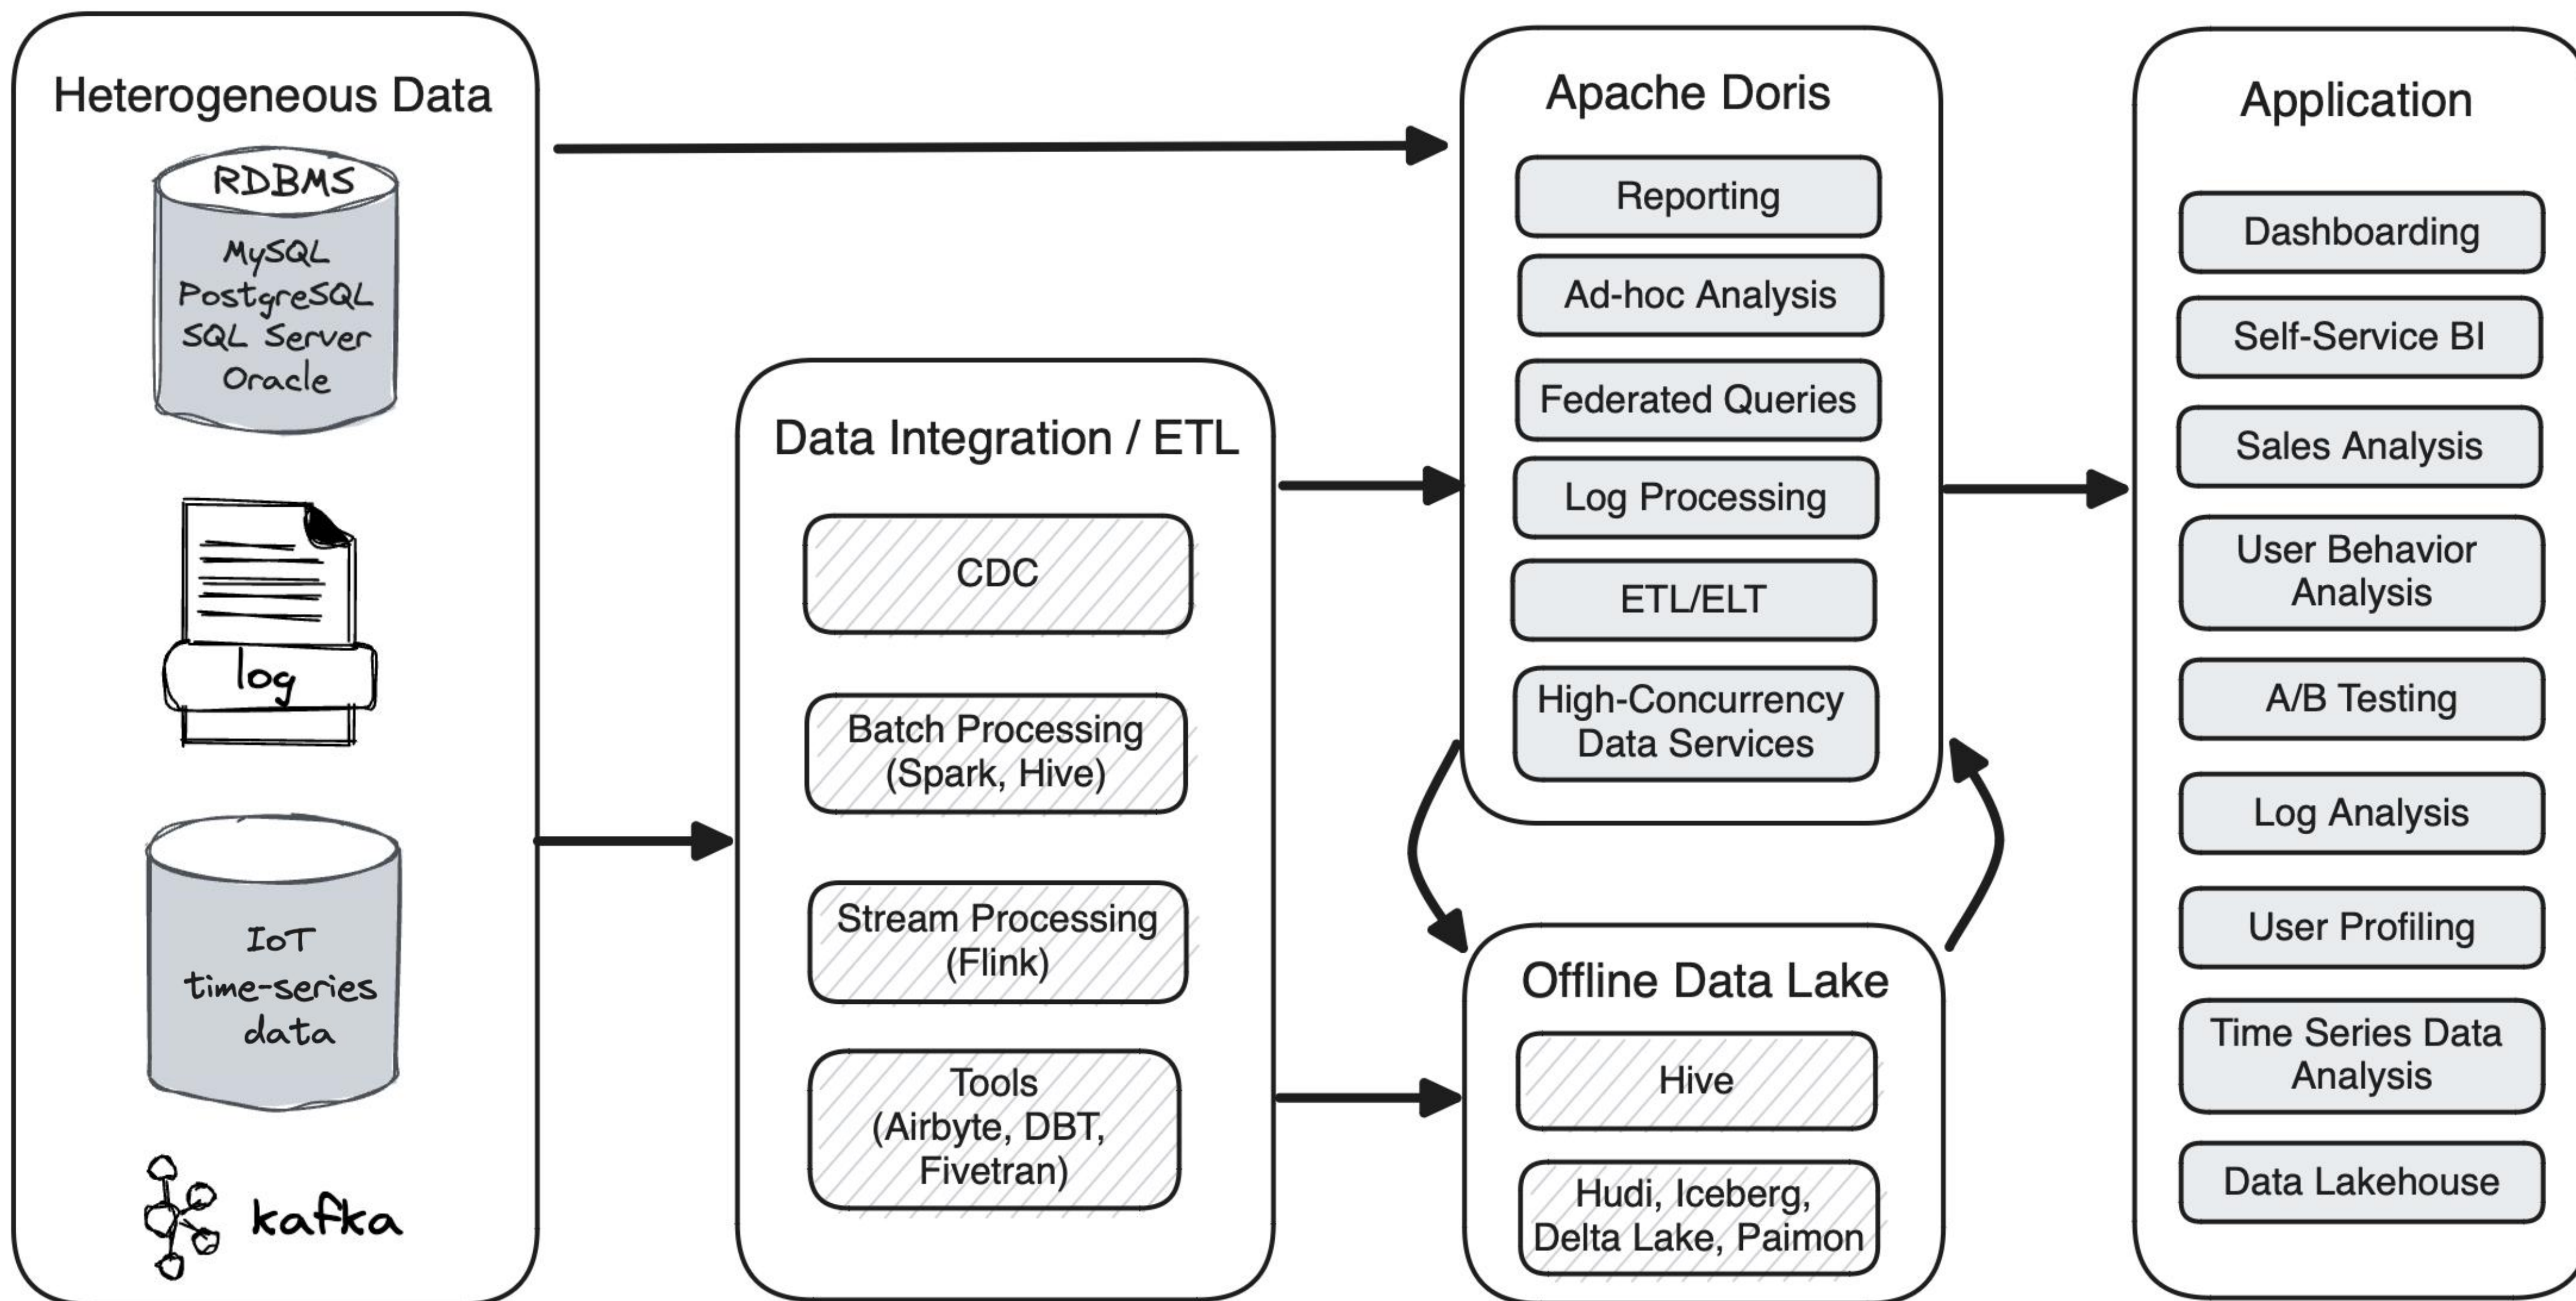 Heterogeneous Data
RDBMS
MySQL
PostgreSQL
SQL Server
Oracle
log
IoT
time-series
data
kafka
Data Integration / ETL
CDC
Batch Processing
(Spark, Hive)
Stream Processing
(Flink)
Tools
(Airbyte, DBT,
Fivetran)
Apache Doris
Reporting
Ad-hoc Analysis
Federated Queries
Log Processing
ETL/ELT
High-Concurrency
Data Services
Offline Data Lake
Hive
Hudi, Iceberg,
Delta Lake, Paimon
Application
Dashboarding
Self-Service BI
Sales Analysis
User Behavior
Analysis
A/B Testing
Log Analysis
User Profiling
Time Series Data
Analysis
Data Lakehouse